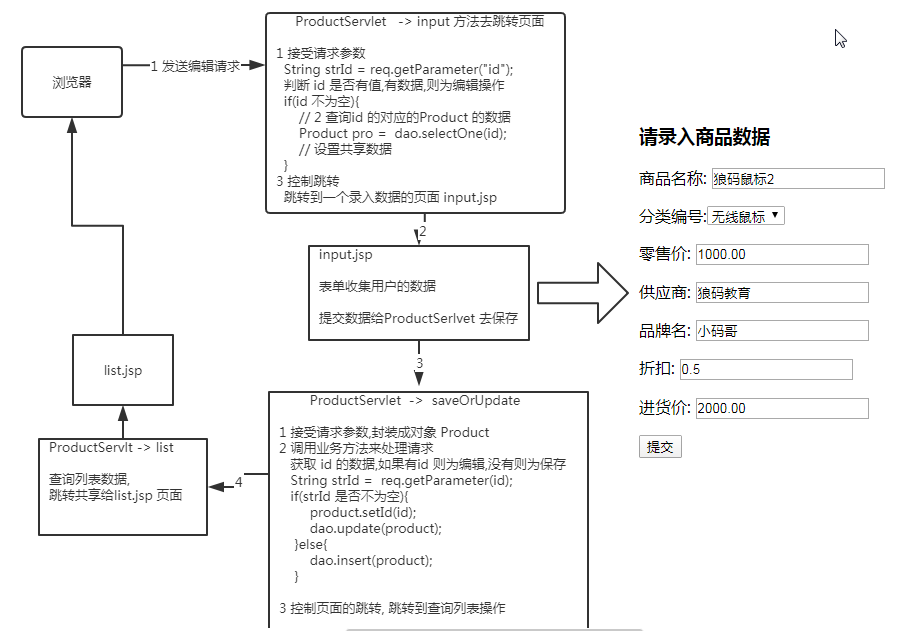 浏览器
1 发送编辑请求
ProductServlet -> input 方法去跳转页面
1 接受请求参数
String strId = req.getParameter("id");
判断 id 是否有值,有数据,则为编辑操作
if(id 不为空){
// 2 查询id 的对应的Product 的数据
Product pro = dao.selectOne(id);
// 设置共享数据
}
3 控制跳转
跳转到一个录入数据的页面 input.jsp
2
input.jsp
表单收集用户的数据
提交数据给ProductSerlvet 去保存
3
ProductServlet -> saveOrUpdate
1 接受请求参数,封装成对象 Product
2 调用业务方法来处理请求
获取 id 的数据,如果有id 则为编辑,没有则为保存
String strId = req.getParameter(id);
if(strId 是否不为空){
product.setId(id);
dao.update(product);
}else{
dao.insert(product);
}
3 控制页面的跳转, 跳转到查询列表操作
4
ProductServlt -> list
查询列表数据,
跳转共享给list.jsp 页面
list.jsp
请录入商品数据
商品名称: 狼码鼠标2
分类编号: 无线鼠标
零售价: 1000.00
供应商: 狼码教育
品牌名: 小码哥
折扣: 0.5
进货价: 2000.00
提交